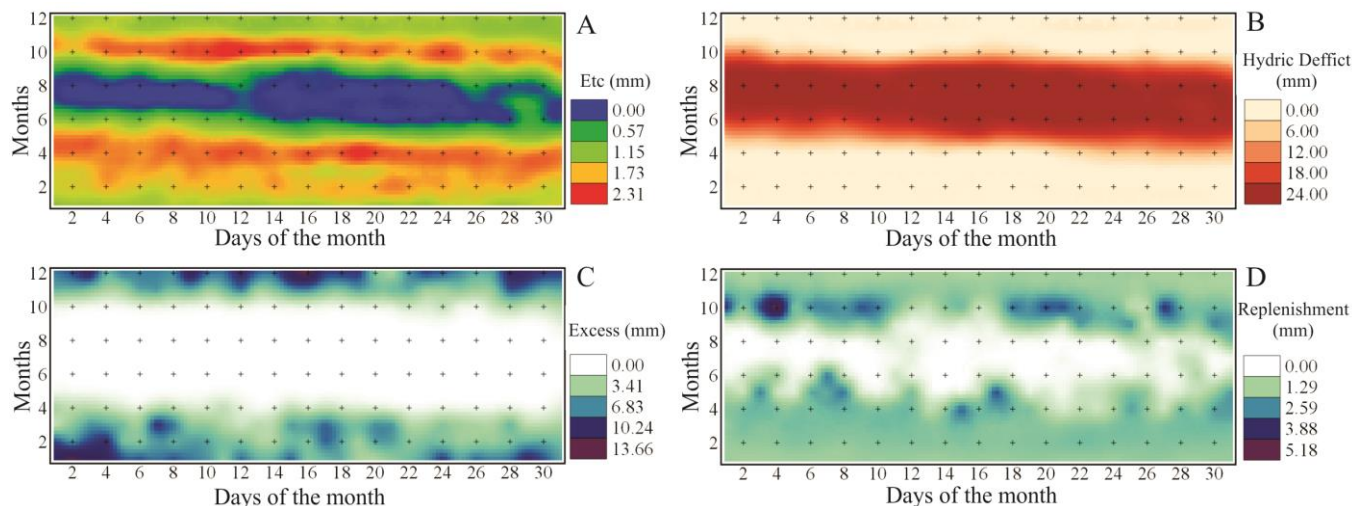 A
12
10
8
6
4
2
Months
2 4 6 8 10 12 14 16 18 20 22 24 26 28 30
Days of the month
Etc (mm)
0.00
0.57
1.15
1.73
2.31
B
12
10
8
6
4
2
Months
2 4 6 8 10 12 14 16 18 20 22 24 26 28 30
Days of the month
Hydric Deffict
(mm)
0.00
6.00
12.00
18.00
24.00
C
12
10
8
6
4
2
Months
2 4 6 8 10 12 14 16 18 20 22 24 26 28 30
Days of the month
Excess (mm)
0.00
3.41
6.83
10.24
13.66
D
12
10
8
6
4
2
Months
2 4 6 8 10 12 14 16 18 20 22 24 26 28 30
Days of the month
Replenishment
(mm)
0.00
1.29
2.59
3.88
5.18